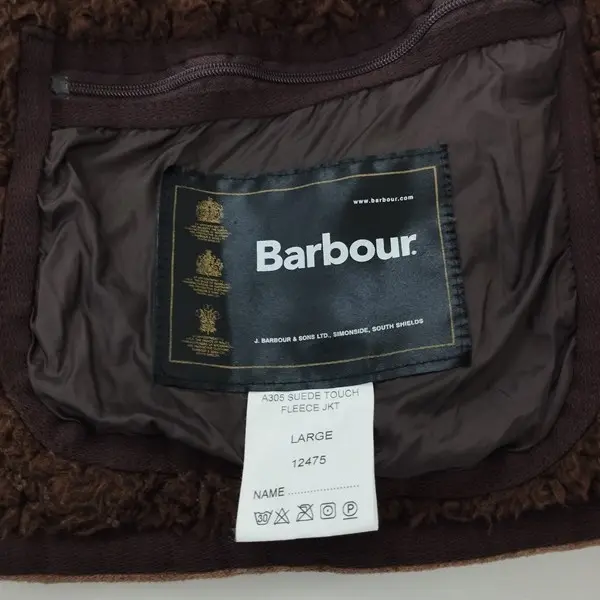 www.barbour.com
Barbour.
J. BARBOUR & SONS LTD., SIMONSIDE, SOUTH SHIELDS
A305 SUEDE TOUCH
FLEECE JKT
LARGE
12475
NAME ..................
30
P